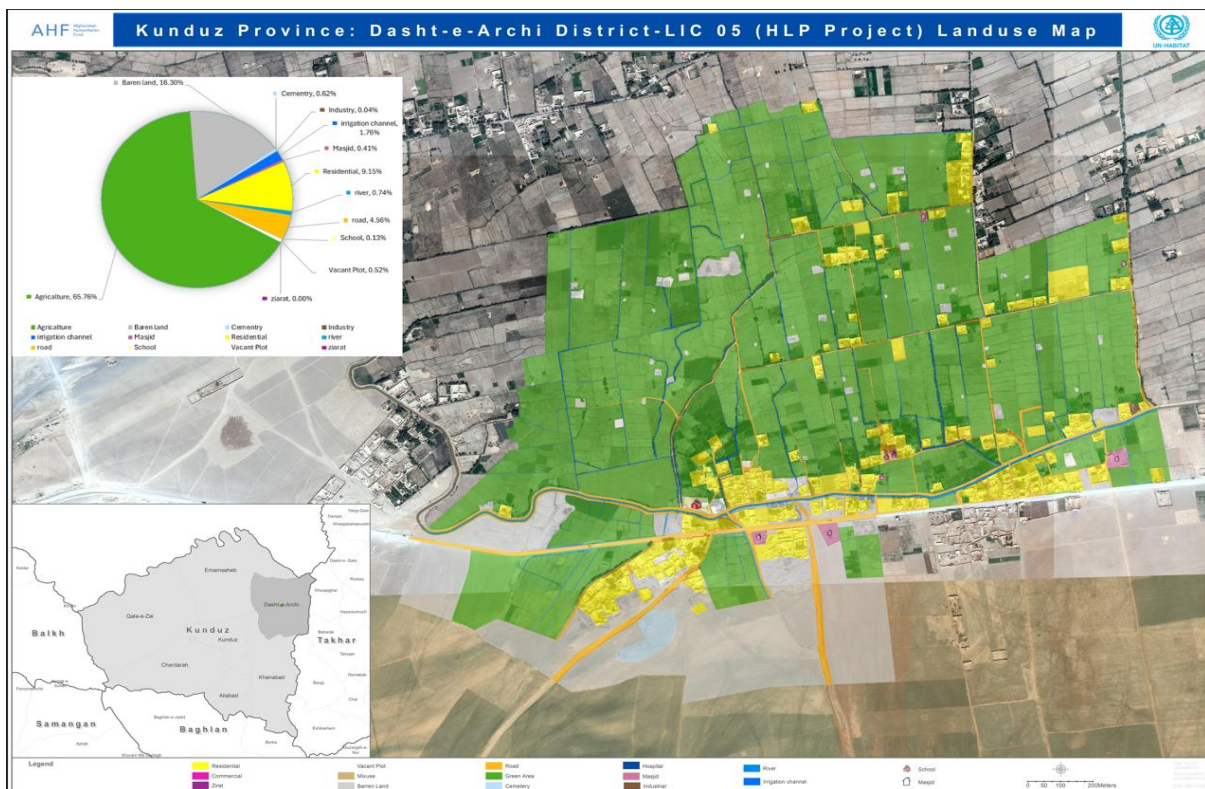 AHF Afghanistan Humanitarian Fund
Kunduz Province: Dasht-e-Archi District-LIC 05 (HLP Project) Landuse Map
UN-HABITAT
Baren land, 16.30%
Cementry, 0.62%
Industry, 0.04%
irrigation channel, 1.76%
Masjid, 0.41%
Residential, 9.15%
river, 0.74%
road, 4.56%
School, 0.13%
Vacant Plot, 0.52%
ziarat, 0.00%
Agriculture, 65.76%
Agriculture Baren land Cementry Industry
irrigation channel Masjid Residential river
road School Vacant Plot ziarat
Emamsaheb
Dasht-e-Archi
Qala-e-Zal
Kunduz
Kunduz
Balkh
Takhar
Chardarah
Khanabad
Aliabad
Samangan
Baghlan
Baghlan-e-Jadid
Legend
Residential Vacant Plot Road Hospital River School
Commercial Mixuse Green Area Masjid Irrigation channel Masjid
Zirat Barren Land Cemetery Industrial
0 50 100 200Meters